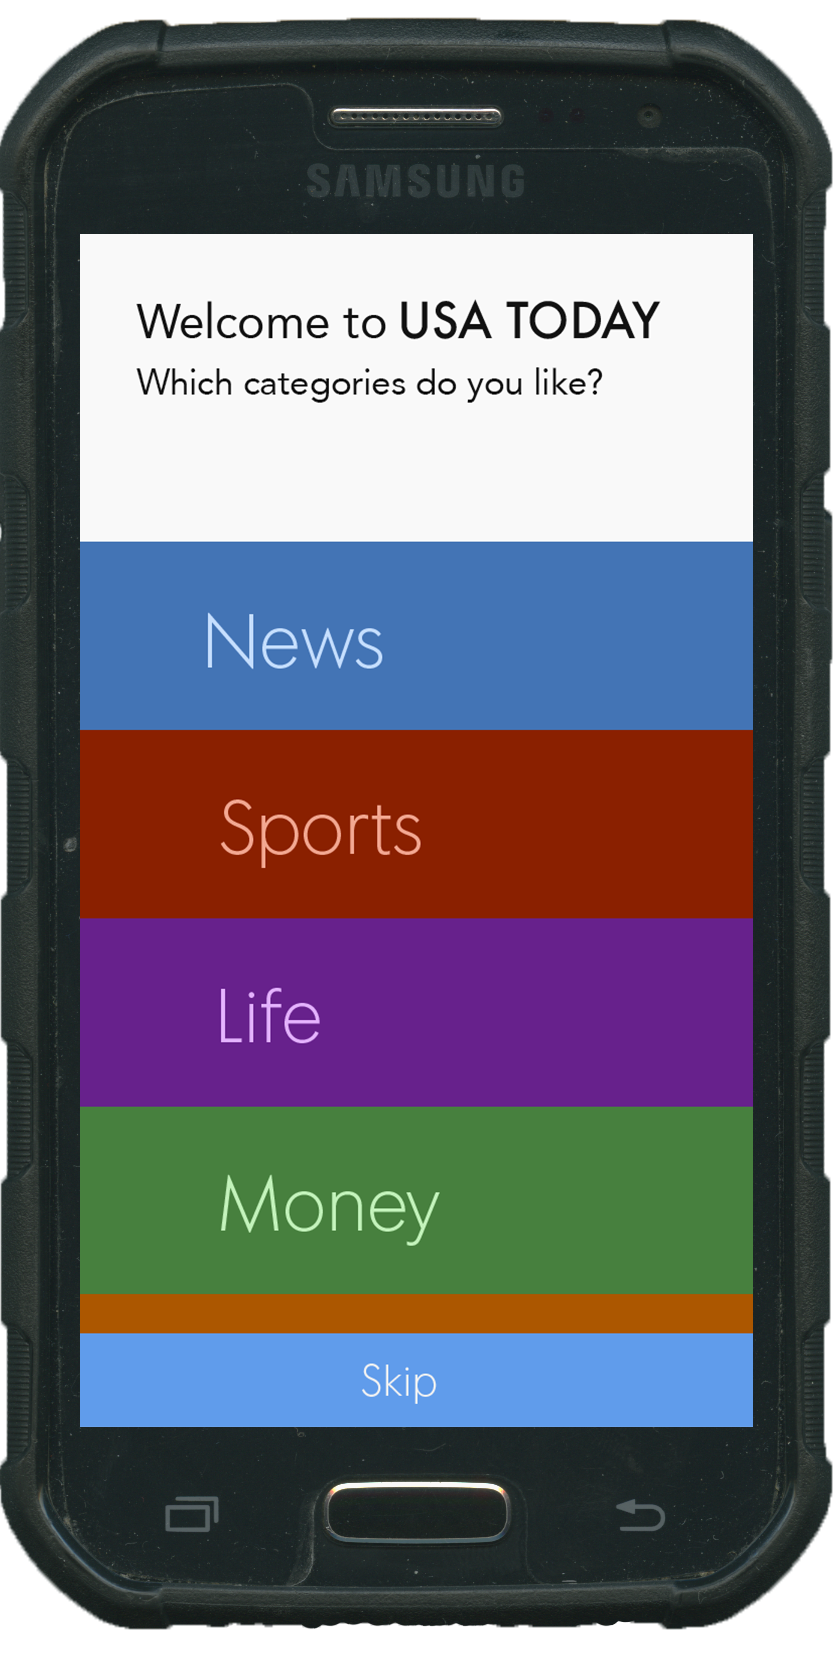 SAMSUNG
Welcome to USA TODAY
Which categories do you like?
News
Sports
Life
Money
Skip